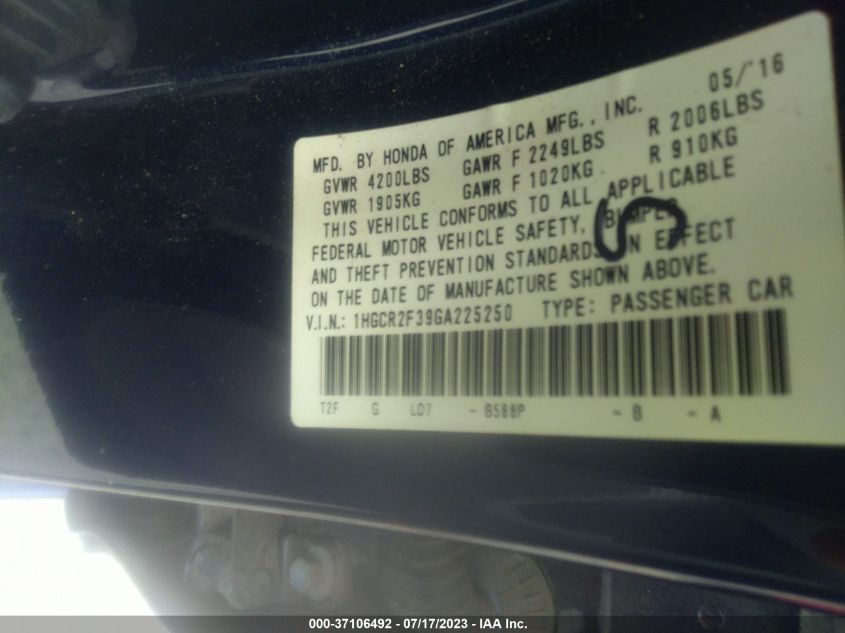 05/'16
MFD. BY HONDA OF AMERICA MFG., INC.
GVWR 4200LBS GAWR F 2249LBS R 2006LBS
GVWR 1905KG GAWR F 1020KG R 910KG
THIS VEHICLE CONFORMS TO ALL APPLICABLE
FEDERAL MOTOR VEHICLE SAFETY, BUMPER,
AND THEFT PREVENTION STANDARDS IN EFFECT
ON THE DATE OF MANUFACTURE SHOWN ABOVE.
V.I.N.: 1HGCR2F39GA225250 TYPE: PASSENGER CAR
T2F G LD7 -B588P -B -A
000-37106492 - 07/17/2023 - IAA Inc.